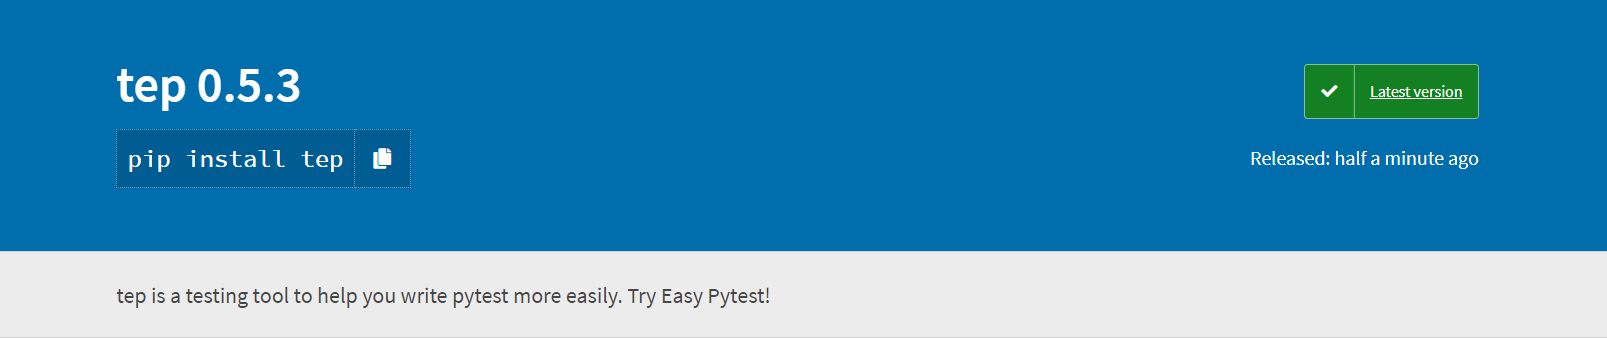 tep 0.5.3
Latest version
pip install tep
Released: half a minute ago
tep is a testing tool to help you write pytest more easily. Try Easy Pytest!